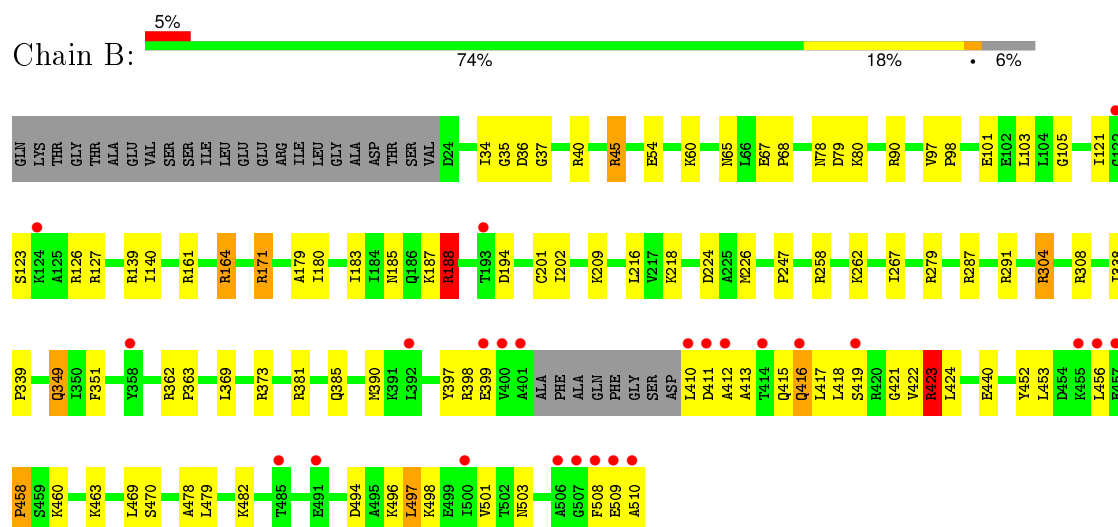 5%
Chain B:
74% 18% • 6%
GLN LYS THR GLY THR ALA GLU VAL SER SER ILE LEU GLU GLU ARG ILE LEU GLY ALA ASP THR SER VAL D24 I34 G35 D36 G37 R40 R45 E54 K60 N65 L66 E67 P68 N78 D79 K80 R90 V97 P98 E101 E102 L103 L104 G105 I121 G122
S123 K124 A125 R126 R127 R139 I140 R161 R164 R171 A179 I180 I183 I184 N185 Q186 K187 R188 T193 D194 C201 I202 K209 L216 V217 K218 D224 A225 M226 P247 R258 K262 I267 R279 R287 R291 R304 R308 I338
P339 Q349 I350 F351 Y358 R362 P363 L369 R373 R381 Q385 M390 K391 L392 Y397 R398 E399 V400 A401 ALA PHE ALA GLN PHE GLY SER ASP L410 D411 A412 A413 T414 Q415 Q416 L417 L418 S419 R420 G421 V422 R423 L424 E440 Y452 L453 D454 K455 L456 E457
P458 S459 K460 K463 L469 S470 A478 L479 K482 T485 E491 D494 A495 K496 L497 K498 E499 I500 V501 T502 N503 A506 G507 F508 E509 A510